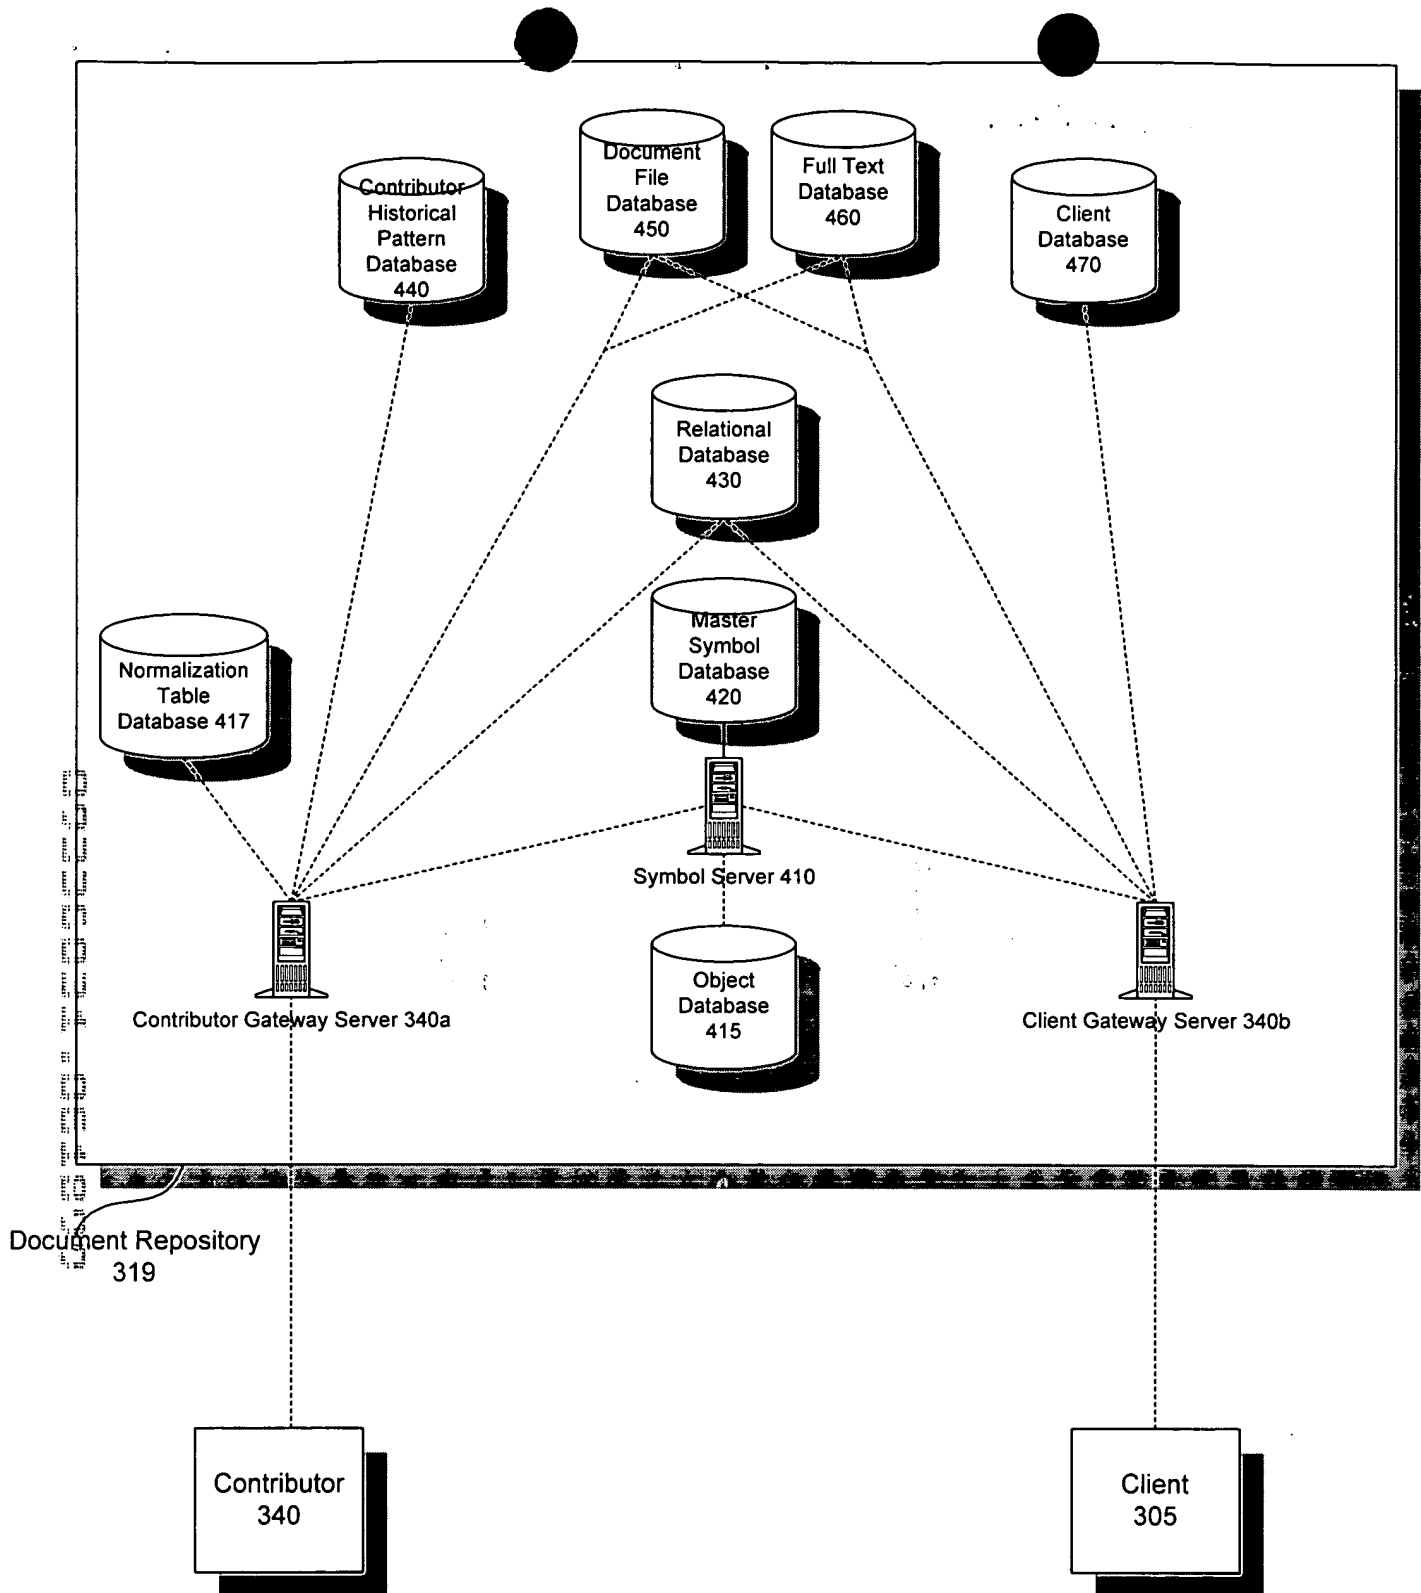 Document
File
Database
450
Full Text
Database
460
Contributor
Historical
Pattern
Database
440
Client
Database
470
Relational
Database
430
Master
Symbol
Database
420
Normalization
Table
Database 417
Symbol Server 410
Object
Database
415
Contributor Gateway Server 340a
Client Gateway Server 340b
Document Repository
319
Contributor
340
Client
305